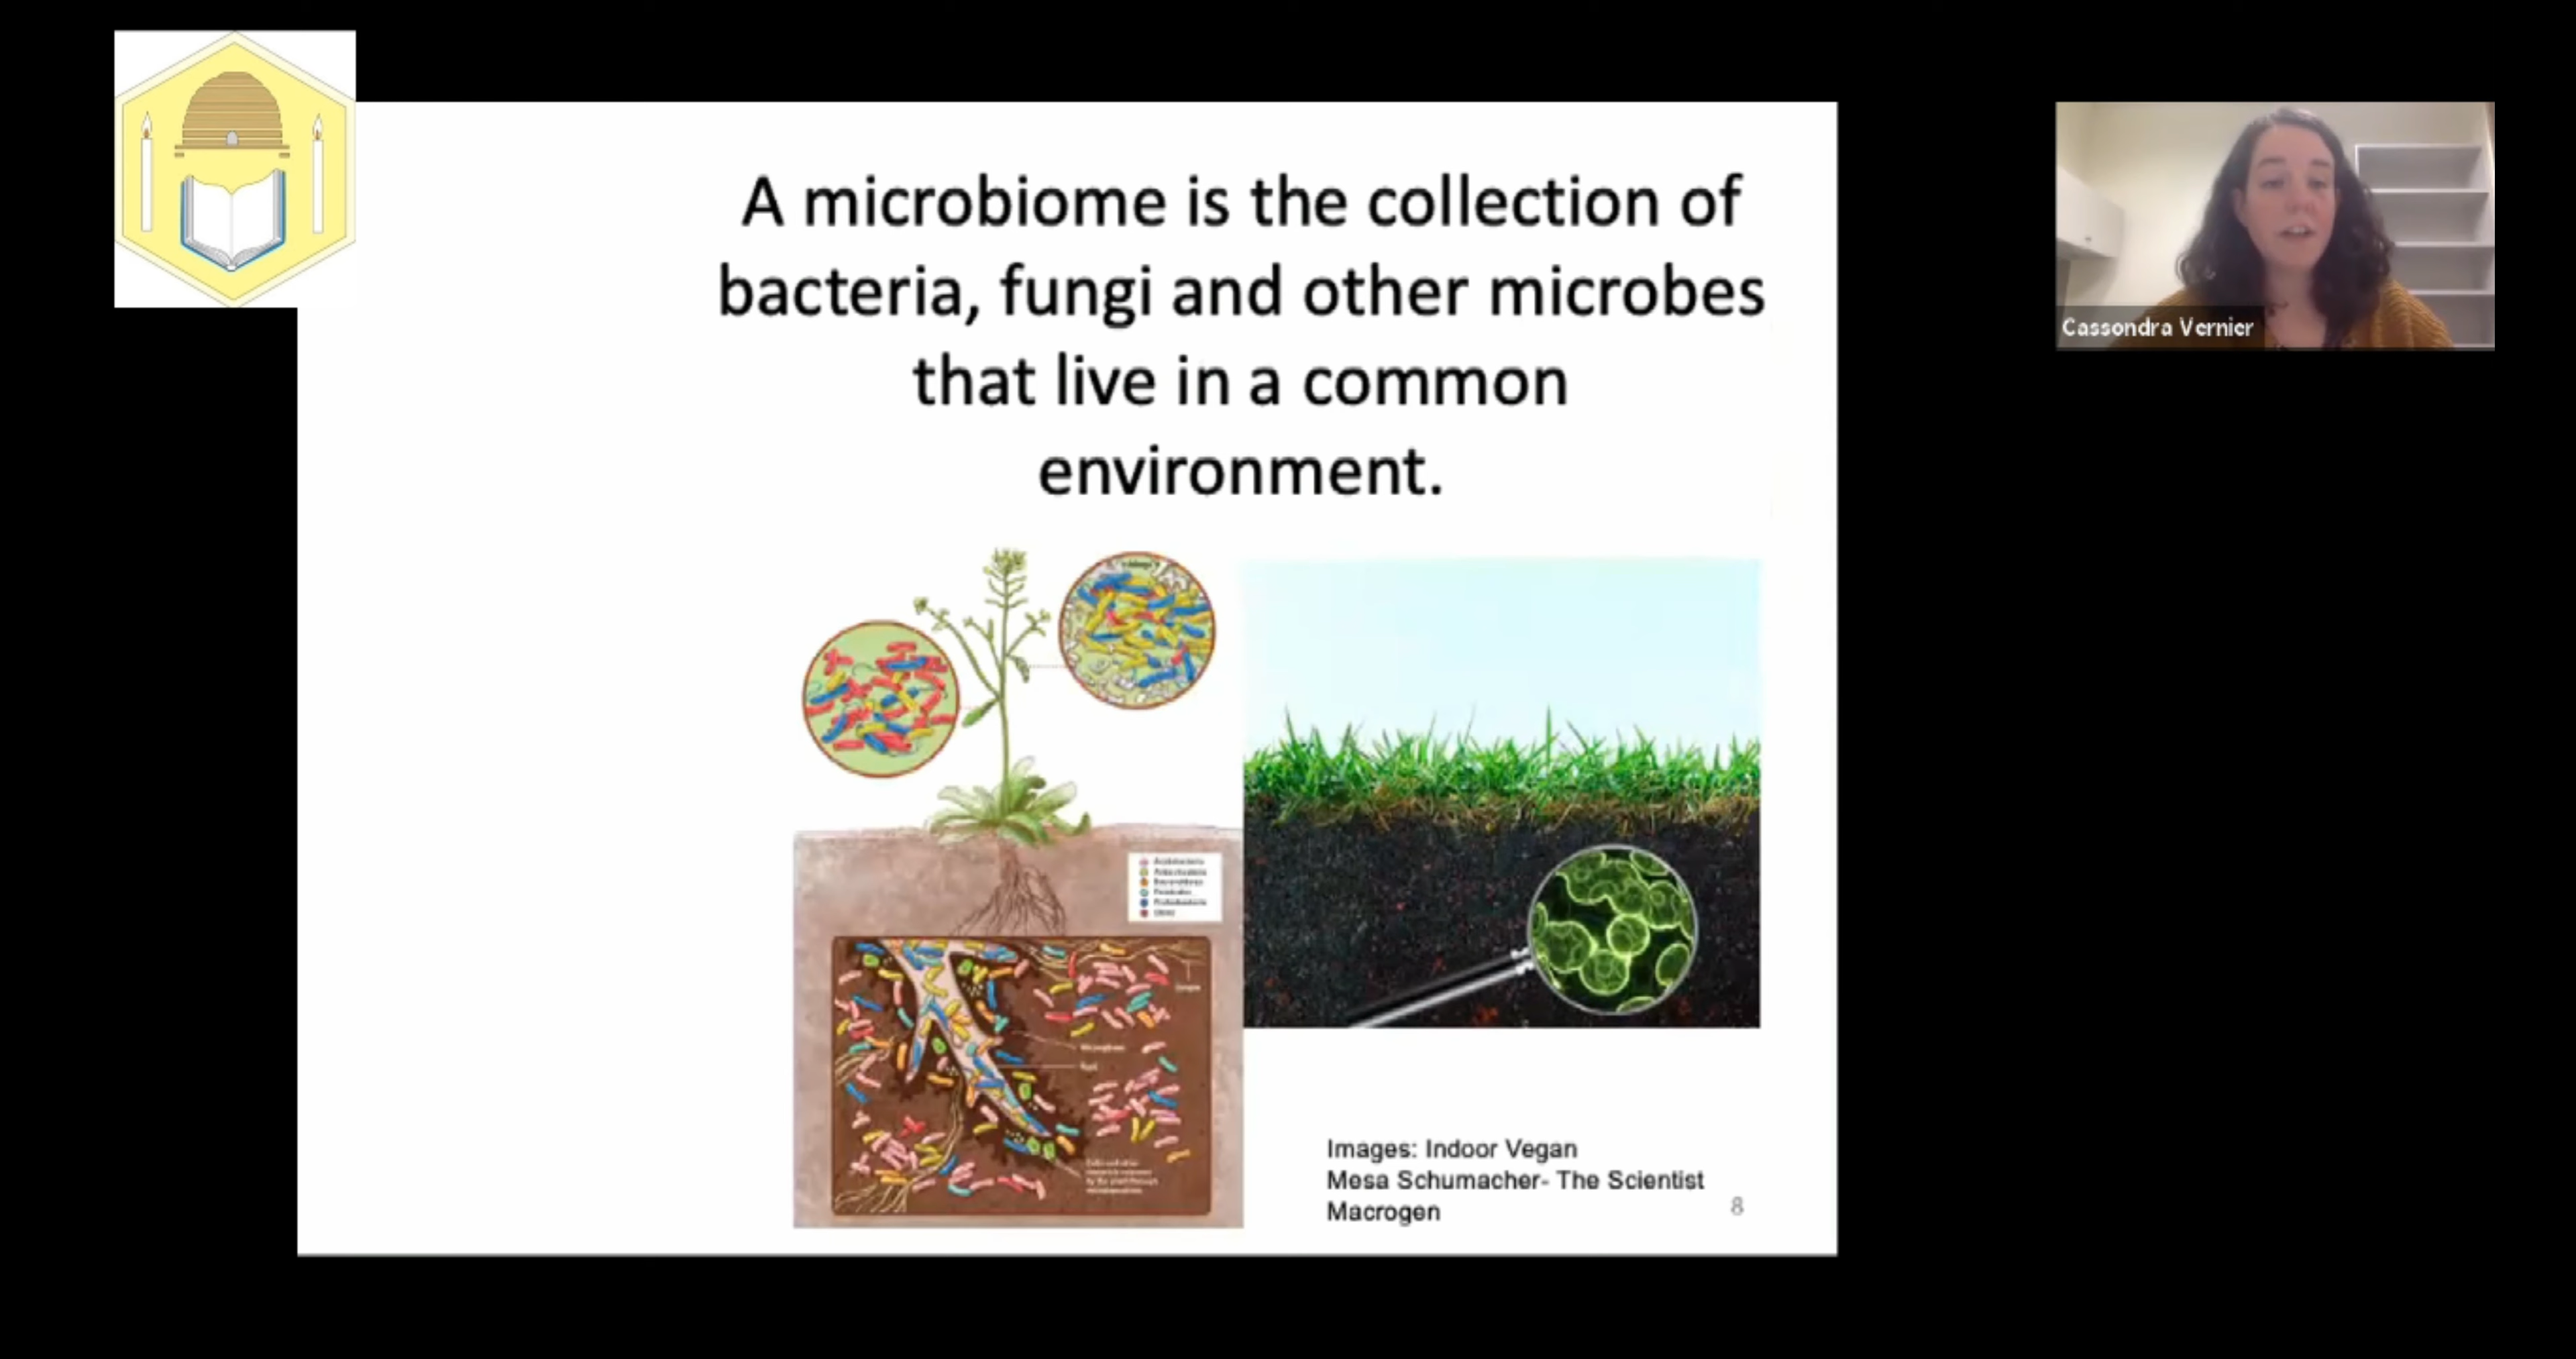 A microbiome is the collection of
bacteria, fungi and other microbes
that live in a common
environment.
Cassondra Vernier
Images: Indoor Vegan
Mesa Schumacher- The Scientist
Macrogen
8